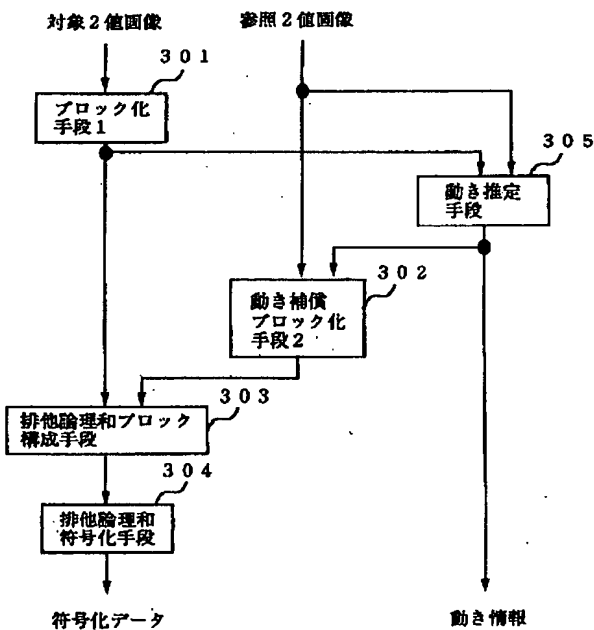 対象2値画像
参照2値画像
301
ブロック化
手段1
305
動き推定
手段
302
動き補償
ブロック化
手段2
303
排他論理和ブロック
構成手段
304
排他論理和
符号化手段
符号化データ
動き情報